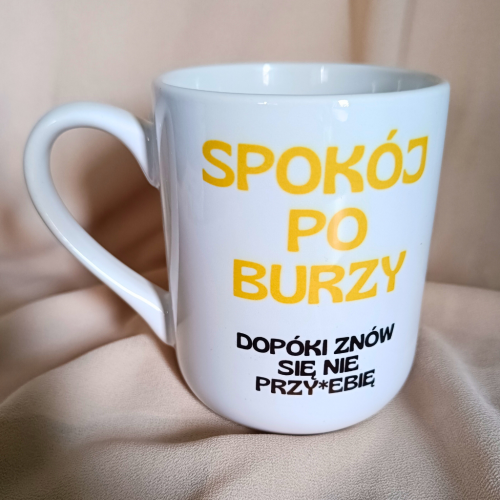 SPOKÓJ
PO
BURZY
DOPÓKI ZNÓW
SIĘ NIE
PRZY*EBIĘ